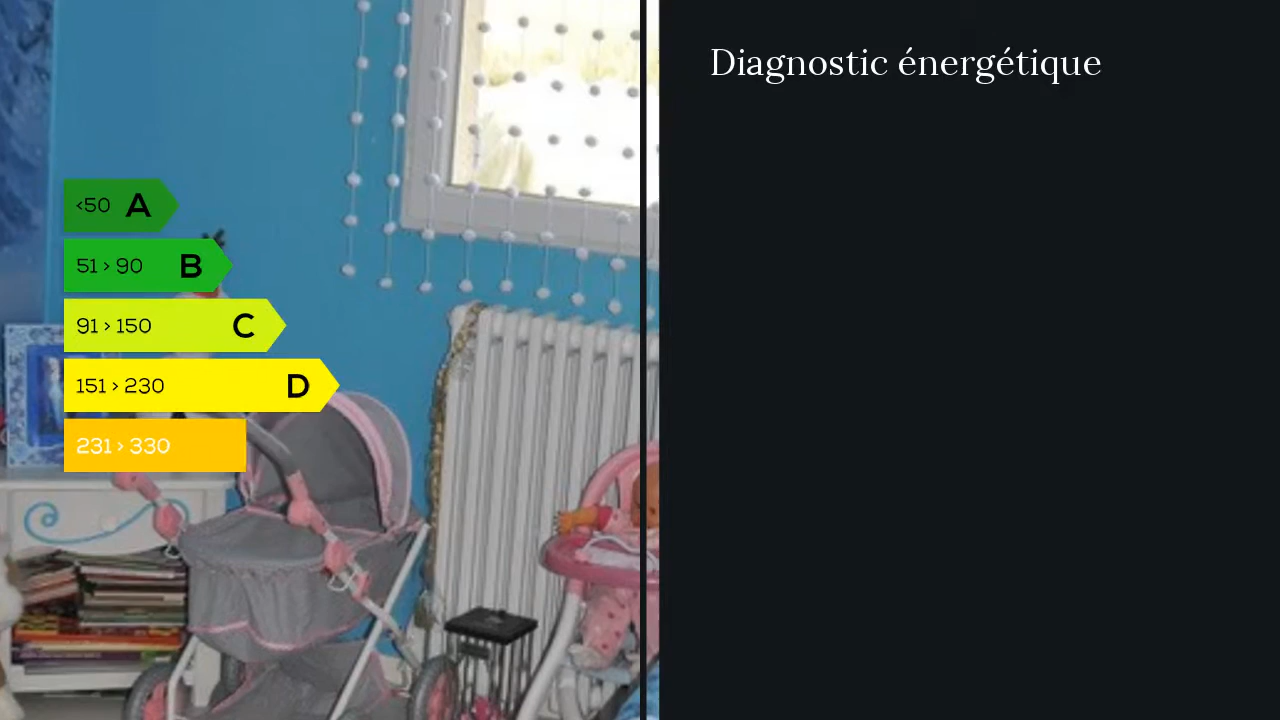 Diagnostic énergétique
<50 A
51 > 90 B
91 > 150 C
151 > 230 D
231 > 330